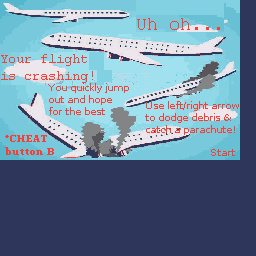 Uh oh...
Your flight
is crashing!
You quickly jump
out and hope
for the best
Use left/right arrow
to dodge debris &
catch a parachute!
*CHEAT
button B
Start